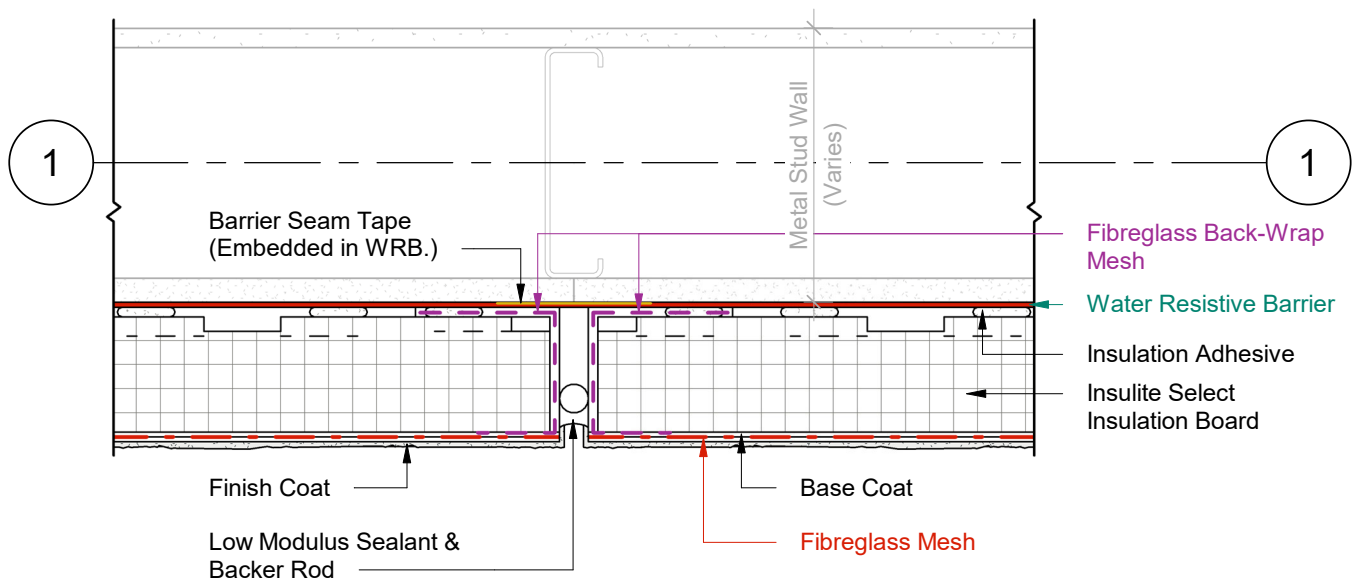 1
1
Metal Stud Wall
(Varies)
Barrier Seam Tape
(Embedded in WRB.)
Fibreglass Back-Wrap
Mesh
Water Resistive Barrier
Insulation Adhesive
Insulite Select
Insulation Board
Finish Coat
Base Coat
Low Modulus Sealant &
Backer Rod
Fibreglass Mesh